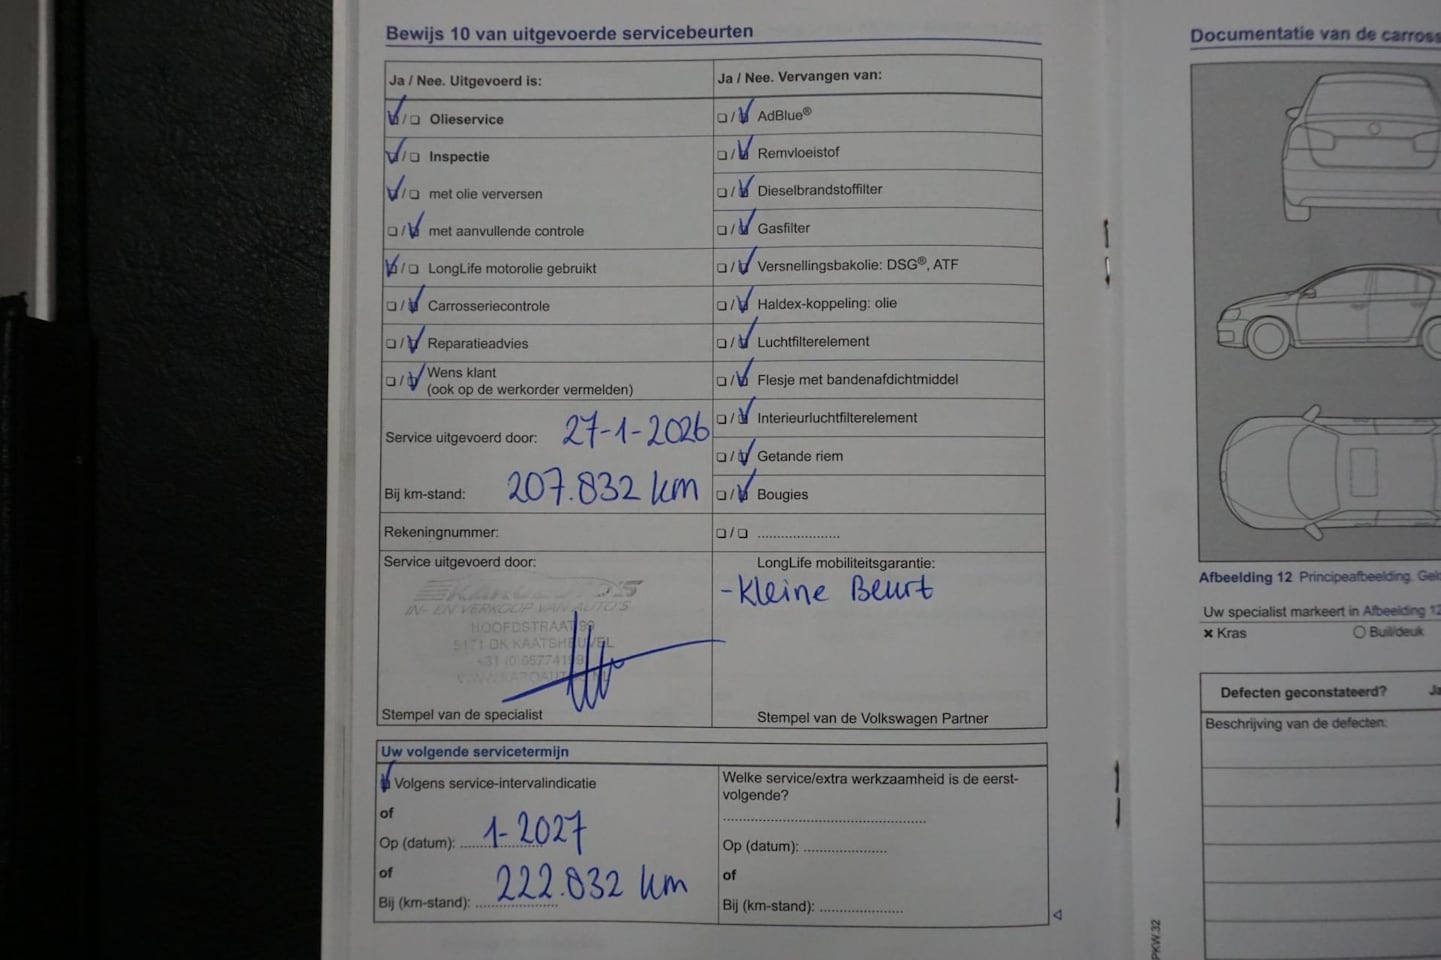 Bewijs 10 van uitgevoerde servicebeurten
Ja / Nee. Uitgevoerd is:
Olieservice
Inspectie
met olie verversen
met aanvullende controle
LongLife motorolie gebruikt
Carrosseriecontrole
Reparatieadvies
Wens klant
(ook op de werkorder vermelden)
Service uitgevoerd door: 27-1-2026
Bij km-stand: 207.832 km
Rekeningnummer:
Service uitgevoerd door:
IN- EN VERKOOP VAN AUTO'S
HOOFDSTRAAT 99
5171 DK KAATSHEUVEL
Stempel van de specialist
Ja / Nee. Vervangen van:
AdBlue®
Remvloeistof
Dieselbrandstoffilter
Gasfilter
Versnellingsbakolie: DSG®, ATF
Haldex-koppeling: olie
Luchtfilterelement
Flesje met bandenafdichtmiddel
Interieurluchtfilterelement
Getande riem
Bougies
LongLife mobiliteitsgarantie:
- Kleine Beurt
Stempel van de Volkswagen Partner
Uw volgende servicetermijn
Volgens service-intervalindicatie
of
Op (datum): 1-2027
of
Bij (km-stand): 222.832 km
Welke service/extra werkzaamheid is de eerst-
volgende?
Op (datum):
of
Bij (km-stand):
Documentatie van de carross
Afbeelding 12 Principeafbeelding.
Uw specialist markeert in Afbeelding 12
× Kras
Buil/deuk
Defecten geconstateerd? Ja
Beschrijving van de defecten:
PKW.32